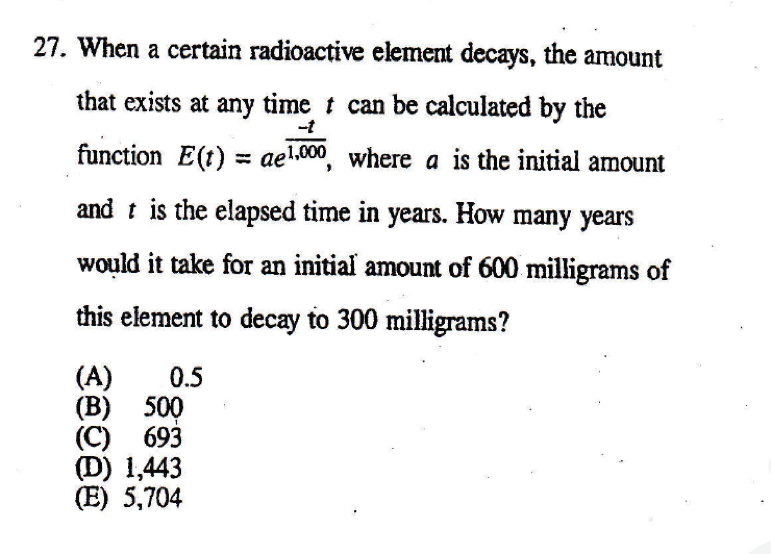 27. When a certain radioactive element decays, the amount
that exists at any time t can be calculated by the
function E(t) = ae^(-t/1,000), where a is the initial amount
and t is the elapsed time in years. How many years
would it take for an initial amount of 600 milligrams of
this element to decay to 300 milligrams?
(A) 0.5
(B) 500
(C) 693
(D) 1,443
(E) 5,704